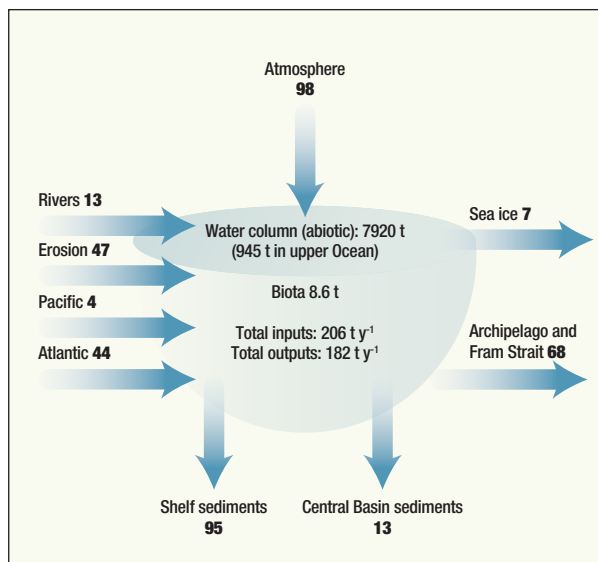 Atmosphere
98
Rivers 13
Sea ice 7
Water column (abiotic): 7920 t
(945 t in upper Ocean)
Erosion 47
Biota 8.6 t
Pacific 4
Total inputs: 206 t y⁻¹
Total outputs: 182 t y⁻¹
Archipelago and
Fram Strait 68
Atlantic 44
Shelf sediments
95
Central Basin sediments
13